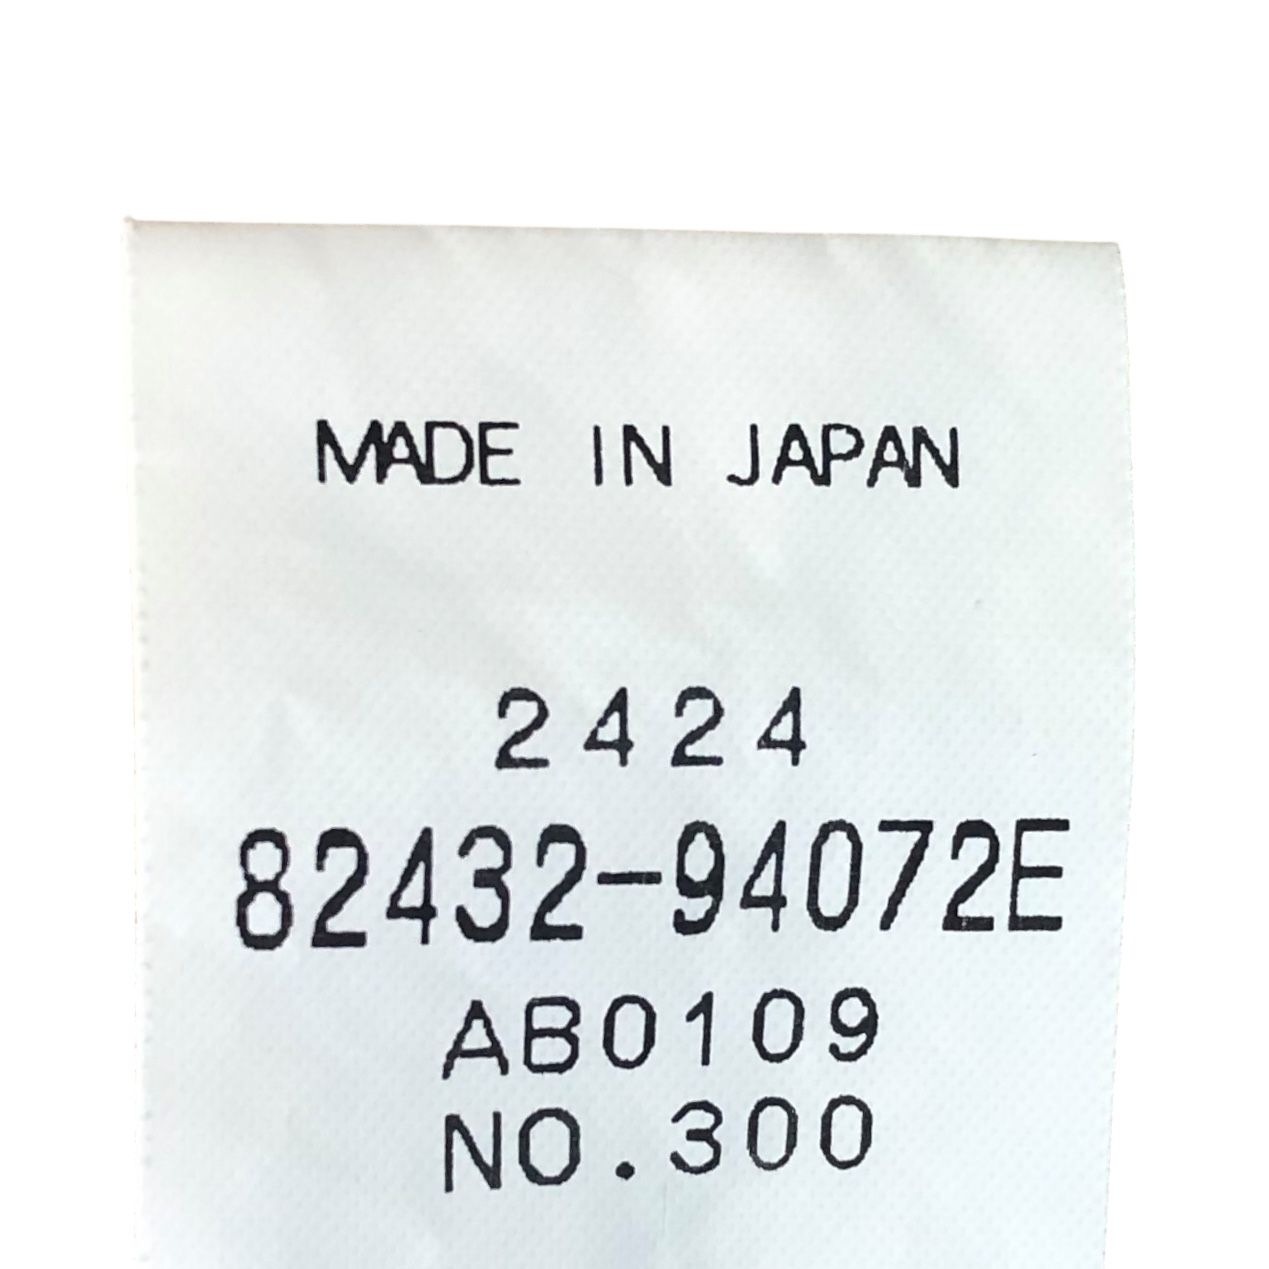 MADE IN JAPAN
2424
82432-94072E
AB0109
NO.300